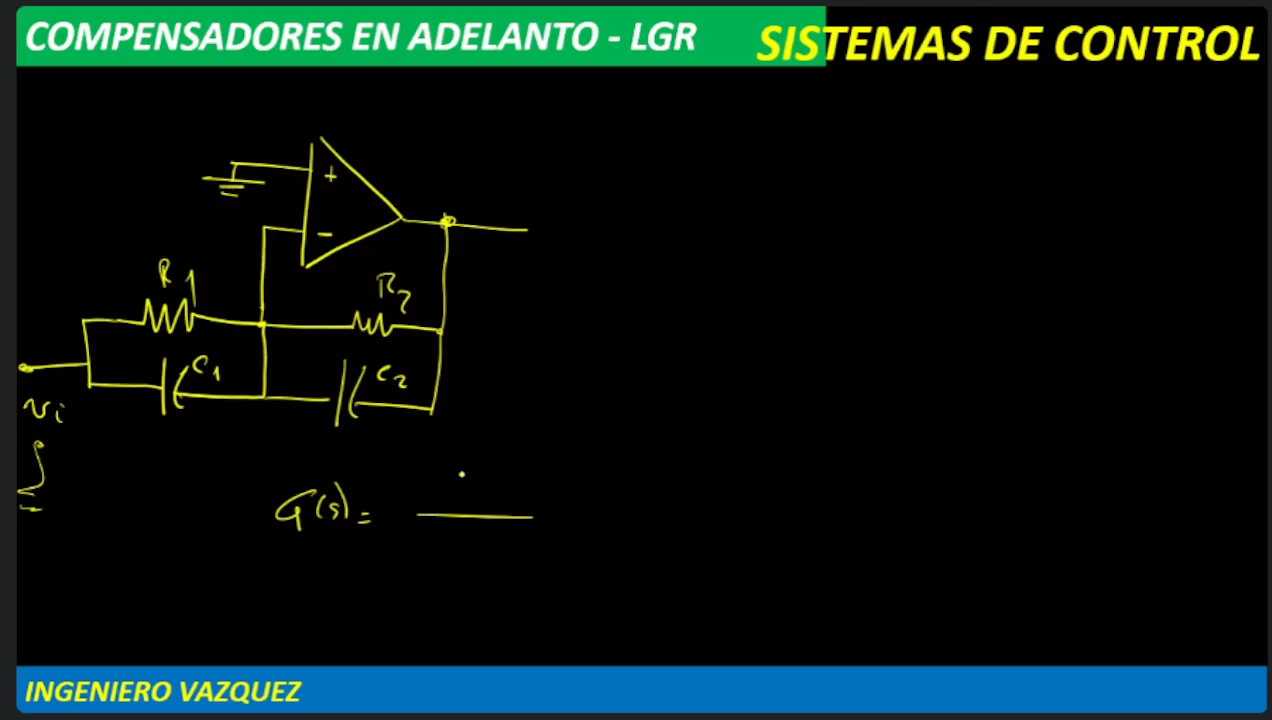 COMPENSADORES EN ADELANTO - LGR
SISTEMAS DE CONTROL
+
-
R1
R2
C1
C2
vi
G(s)=
INGENIERO VAZQUEZ